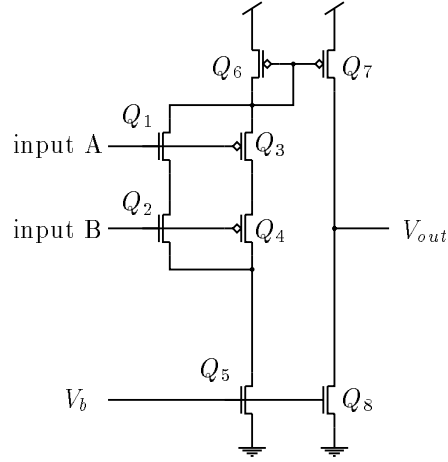 Q6 Q7
Q1
input A Q3
Q2
input B Q4 Vout
Q5
Vb Q8